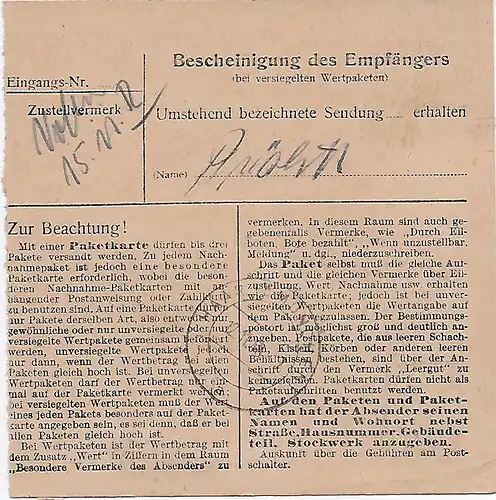 Bescheinigung des Empfängers
(bei versiegelten Wertpaketen)
Eingangs-Nr.
Zustellvermerk
Umstehend bezeichnete Sendung..... erhalten
15. 11.
(Name)
Zur Beachtung!
Mit einer Paketkarte dürfen bis drei
Pakete versandt werden. Zu jedem Nach-
nahmepaket ist jedoch eine besondere
Paketkarte erforderlich, wobei die beson-
deren Nachnahme-Paketkarten mit an-
hängender Postanweisung oder Zahlkarte
zu benutzen sind. Auf eine Paketkarte dürfen
nur Pakete derselben Art, also entweder nur
gewöhnliche oder nur unversiegelte oder nur
versiegelte Wertpakete gemeinsam befördert
werden, unversiegelte Wertpakete jedoch
nur dann, wenn der Wertbetrag bei allen
Paketen gleich hoch ist. Bei unversiegelten
Wertpaketen darf der Wertbetrag nur ein-
mal auf der Paketkarte vermerkt werden,
bei versiegelten Wertpaketen muß der Wert
eines jeden Pakets besonders auf der Paket-
karte angegeben sein, es sei denn, daß er bei
allen Paketen gleich hoch ist.
Bei Wertpaketen ist der Wertbetrag mit
dem Zusatz „Wert" in Ziffern in dem Raum
„Besondere Vermerke des Absenders" zu
vermerken. In diesem Raum sind auch ge-
gebenenfalls Vermerke, wie „Durch Eil-
boten, Bote bezahlt", „Wenn unzustellbar,
Meldung" u. dgl., niederzuschreiben.
Das Paket selbst muß die gleiche Auf-
schrift und die gleichen Vermerke über Eil-
zustellung, Wert, Nachnahme usw. erhalten
wie die Paketkarte; jedoch ist bei unver-
siegelten Wertpaketen die Wertangabe auf
dem Paket wegzulassen. Der Bestimmungs-
postort ist möglichst groß und deutlich an-
zugeben. Postpakete, die aus leeren Schach-
teln, Kisten, Körben oder anderen leeren
Behältnissen bestehen, sind über der An-
schrift durch den Vermerk „Leergut" zu
kennzeichnen. Paketkarten dürfen nicht als
Paketaufschriften benutzt werden.
Auf den Paketen und Paket-
karten hat der Absender seinen
Namen und Wohnort nebst
Straße, Hausnummer, Gebäude-
teil, Stockwerk anzugeben.
Auskunft über die Gebühren am Post-
schalter.